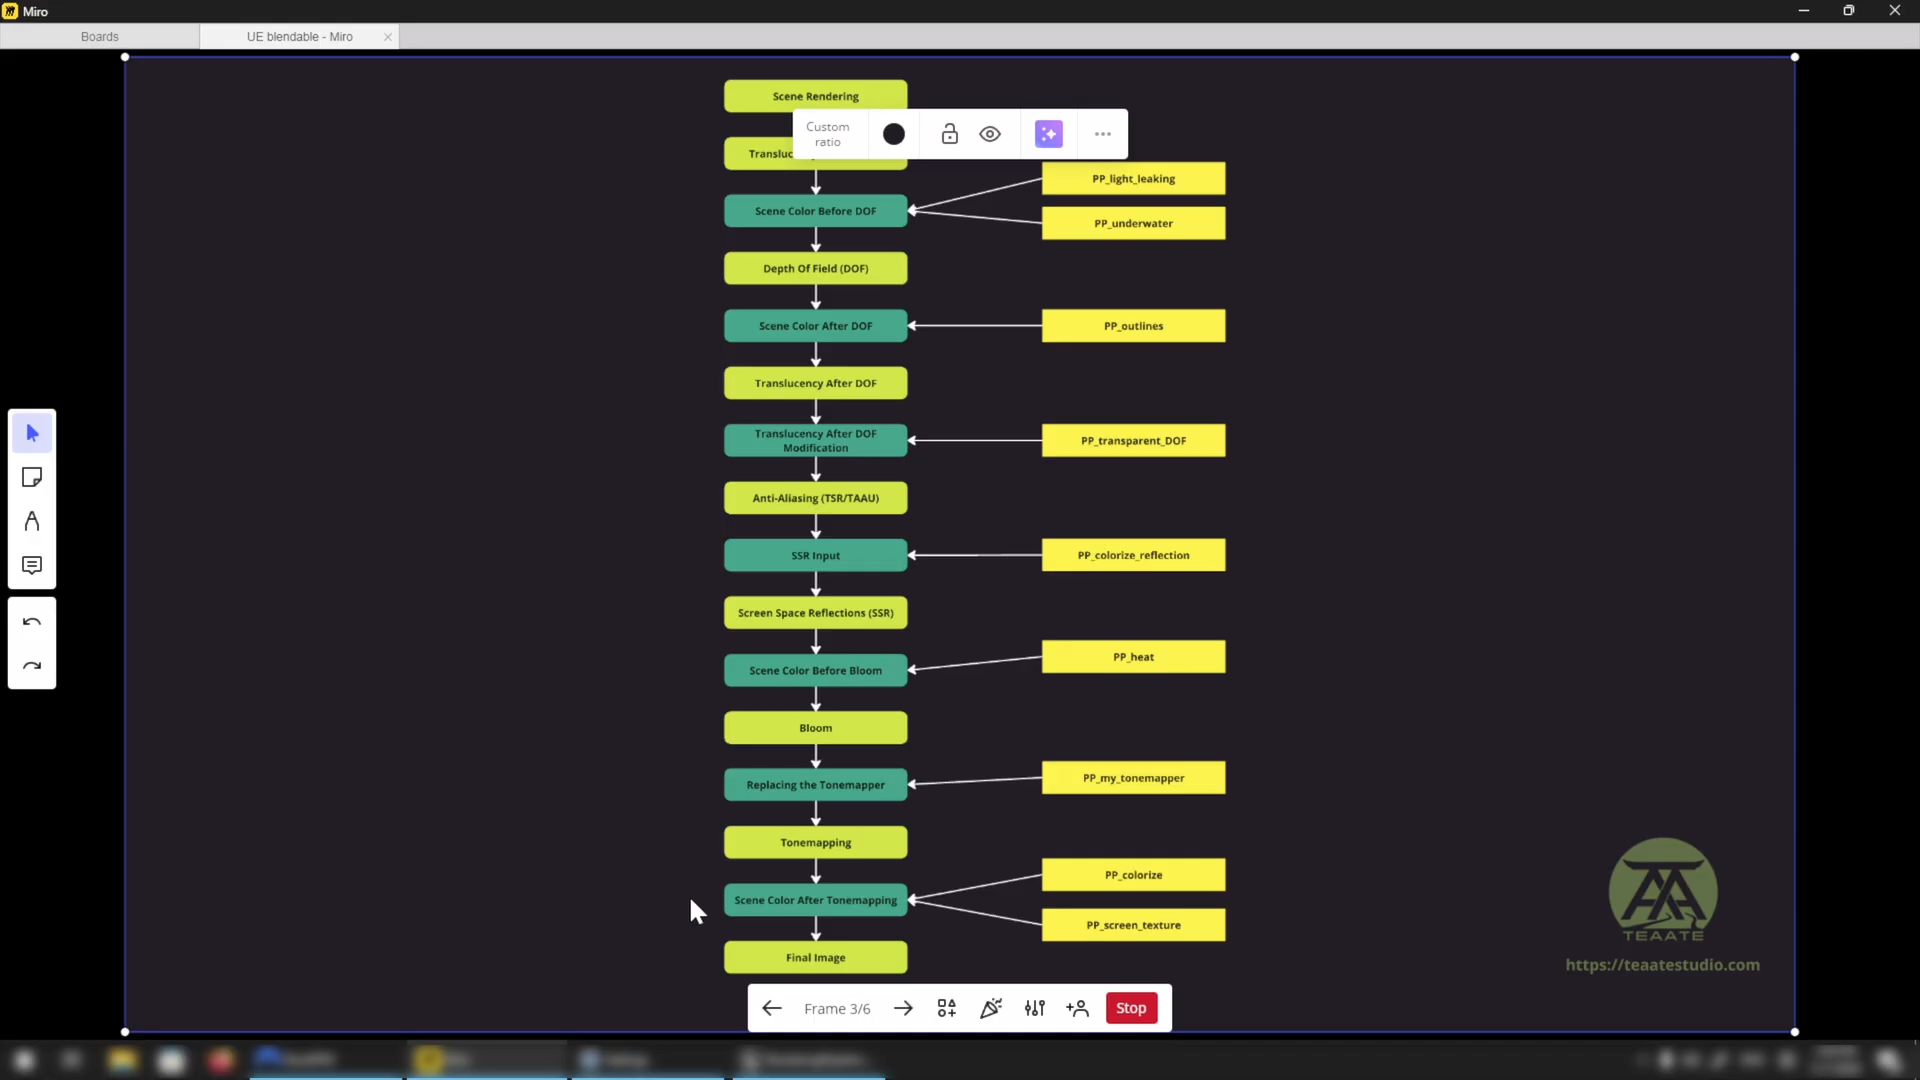 Miro
Boards
UE blendable - Miro
Scene Rendering
Custom
ratio
PP_light_leaking
Scene Color Before DOF
PP_underwater
Depth Of Field (DOF)
Scene Color After DOF
PP_outlines
Translucency After DOF
Translucency After DOF
Modification
PP_transparent_DOF
Anti-Aliasing (TSR/TAAU)
SSR Input
PP_colorize_reflection
Screen Space Reflections (SSR)
Scene Color Before Bloom
PP_heat
Bloom
Replacing the Tonemapper
PP_my_tonemapper
Tonemapping
PP_colorize
Scene Color After Tonemapping
PP_screen_texture
Final Image
TEAATE
https://teaatestudio.com
Frame 3/6
Stop